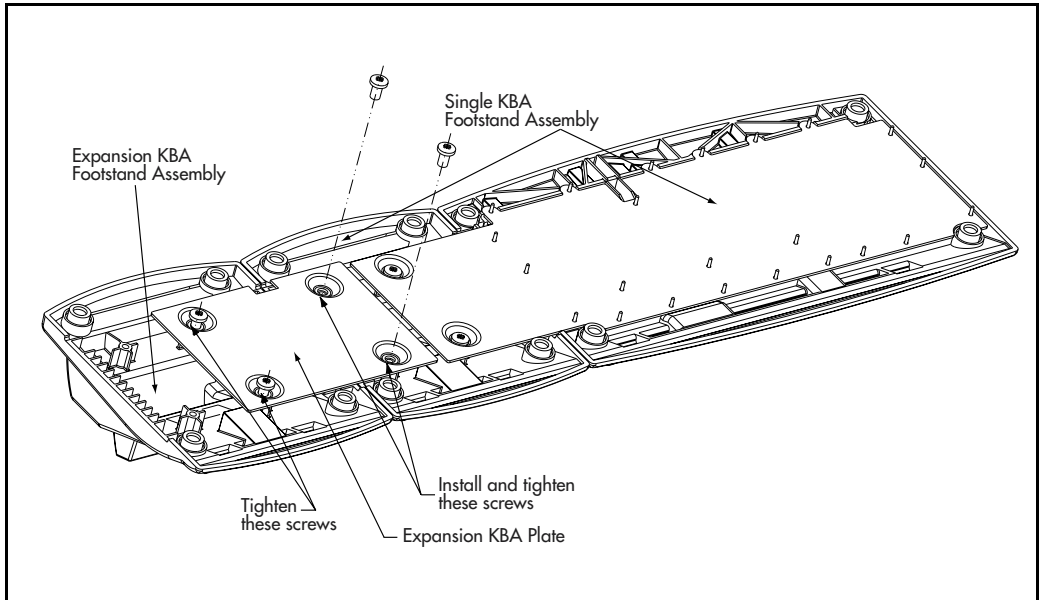 Single KBA
Footstand Assembly
Expansion KBA
Footstand Assembly
Install and tighten
these screws
Tighten
these screws
Expansion KBA Plate